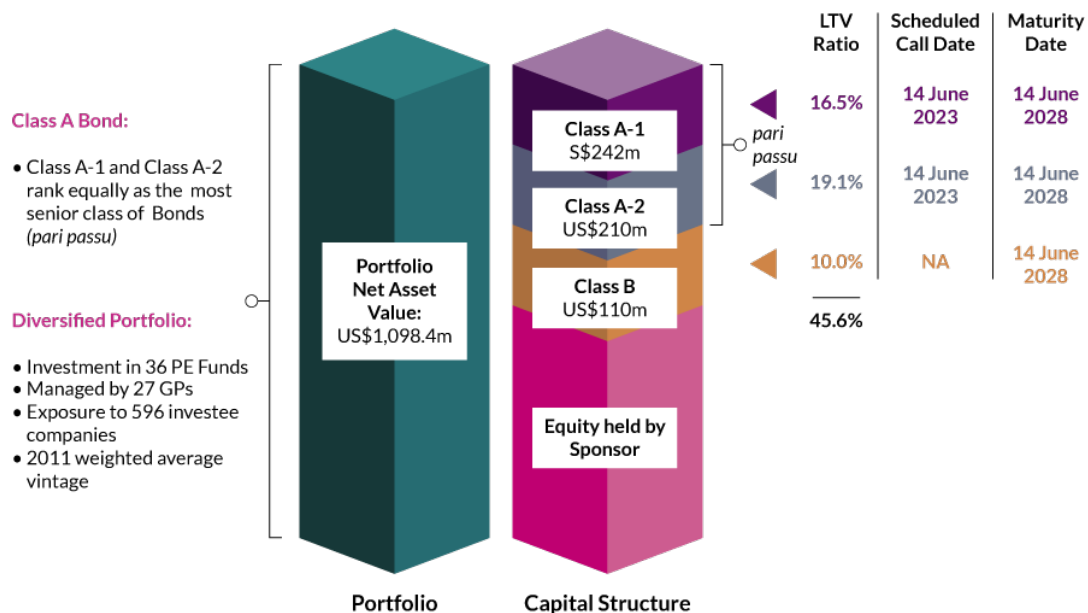 Class A Bond:
• Class A-1 and Class A-2
rank equally as the most
senior class of Bonds
(pari passu)
Diversified Portfolio:
• Investment in 36 PE Funds
• Managed by 27 GPs
• Exposure to 596 investee
companies
• 2011 weighted average
vintage
Portfolio
Net Asset
Value:
US$1,098.4m
Portfolio
Class A-1
S$242m
Class A-2
US$210m
Class B
US$110m
Equity held by
Sponsor
Capital Structure
pari
passu
LTV
Ratio
16.5%
19.1%
10.0%
45.6%
Scheduled
Call Date
14 June
2023
14 June
2023
NA
Maturity
Date
14 June
2028
14 June
2028
14 June
2028